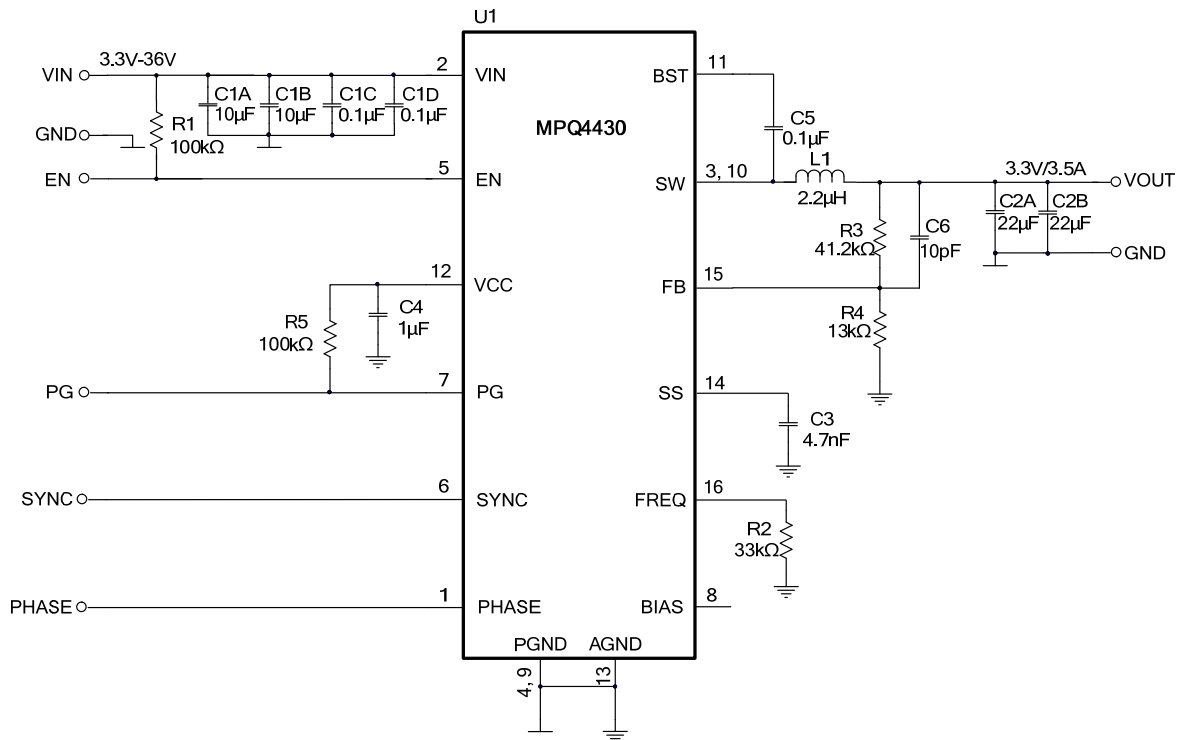 U1
MPQ4430
VIN
3.3V-36V
GND
EN
R1
100kΩ
C1A
10μF
C1B
10μF
C1C
0.1μF
C1D
0.1μF
2
VIN
5
EN
12
VCC
C4
1μF
R5
100kΩ
PG
7
PG
SYNC
6
SYNC
PHASE
1
PHASE
PGND
AGND
4, 9
13
BST
11
C5
0.1μF
SW
3, 10
L1
2.2μH
3.3V/3.5A
VOUT
C2A
22μF
C2B
22μF
GND
R3
41.2kΩ
C6
10pF
FB
15
R4
13kΩ
SS
14
C3
4.7nF
FREQ
16
R2
33kΩ
BIAS
8